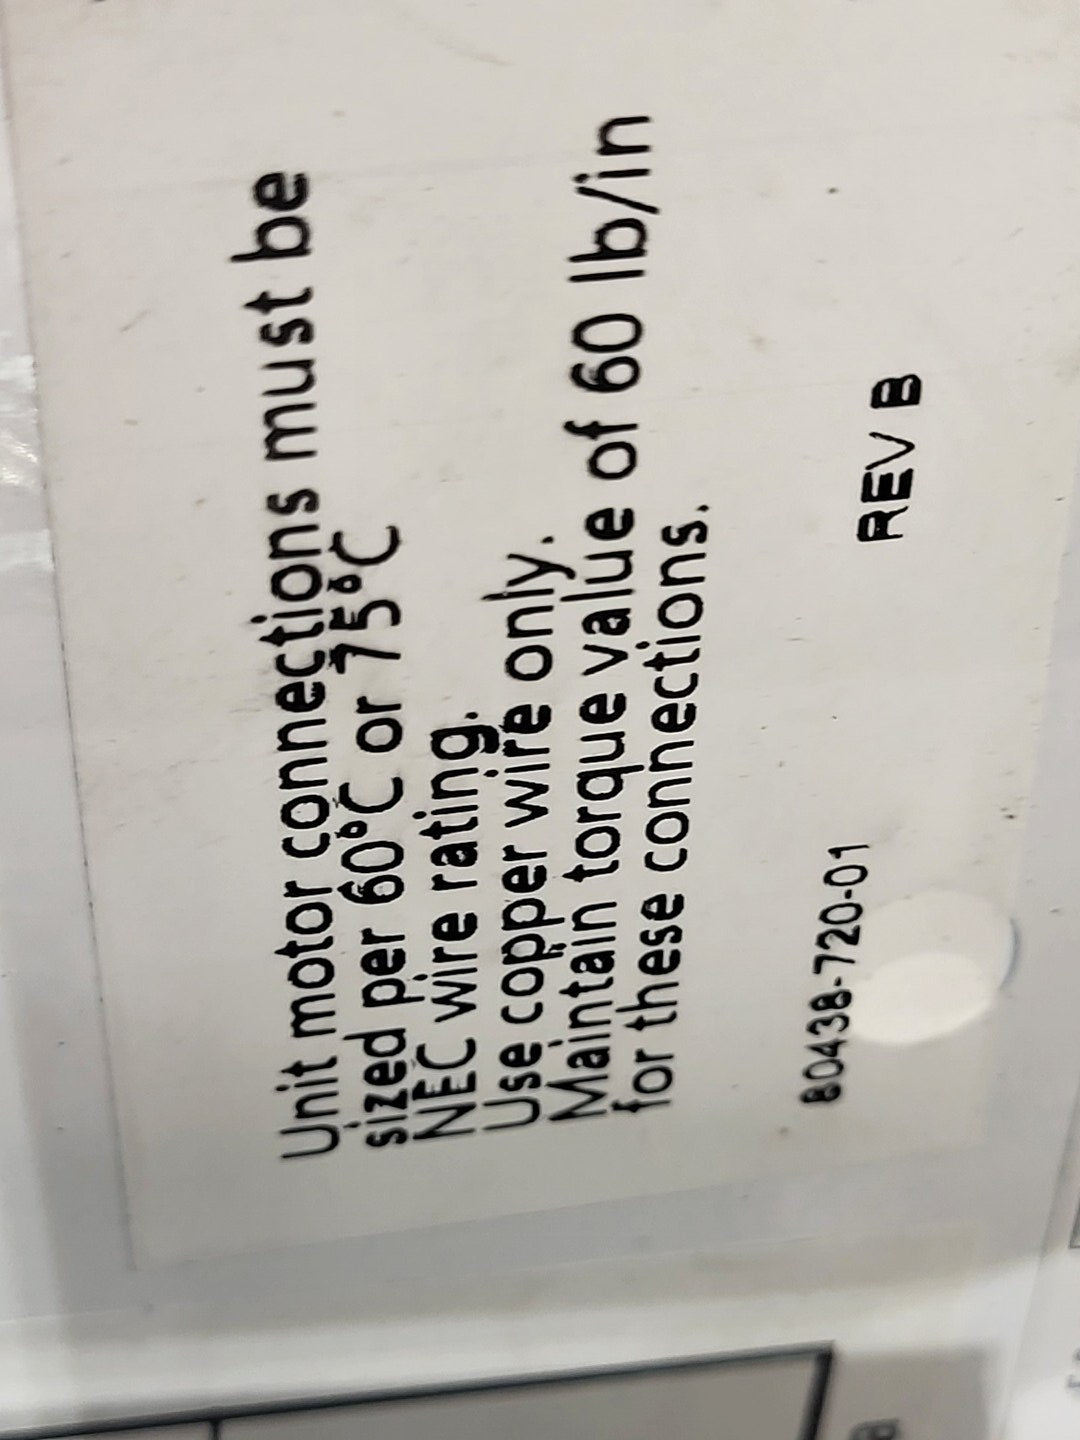 Unit motor connections must be
sized per 60°C or 75°C
NEC wire rating.
Use copper wire only.
Maintain torque value of 60 lb/in
for these connections.
80438-720-01 REV B